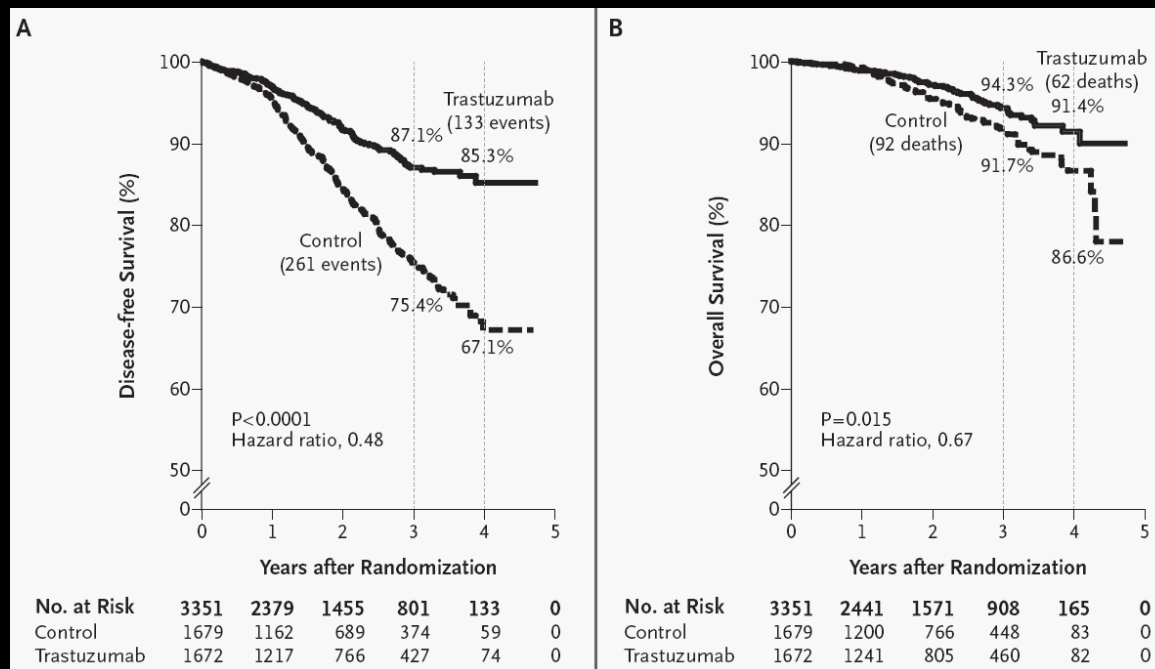 A
100
90
80
70
60
50
0
Disease-free Survival (%)
Trastuzumab
(133 events)
87.1%
85.3%
Control
(261 events)
75.4%
67.1%
P<0.0001
Hazard ratio, 0.48
0 1 2 3 4 5
Years after Randomization
No. at Risk 3351 2379 1455 801 133 0
Control 1679 1162 689 374 59 0
Trastuzumab 1672 1217 766 427 74 0
B
100
90
80
70
60
50
0
Overall Survival (%)
Trastuzumab
(62 deaths)
94.3%
91.4%
Control
(92 deaths)
91.7%
86.6%
P=0.015
Hazard ratio, 0.67
0 1 2 3 4 5
Years after Randomization
No. at Risk 3351 2441 1571 908 165 0
Control 1679 1200 766 448 83 0
Trastuzumab 1672 1241 805 460 82 0